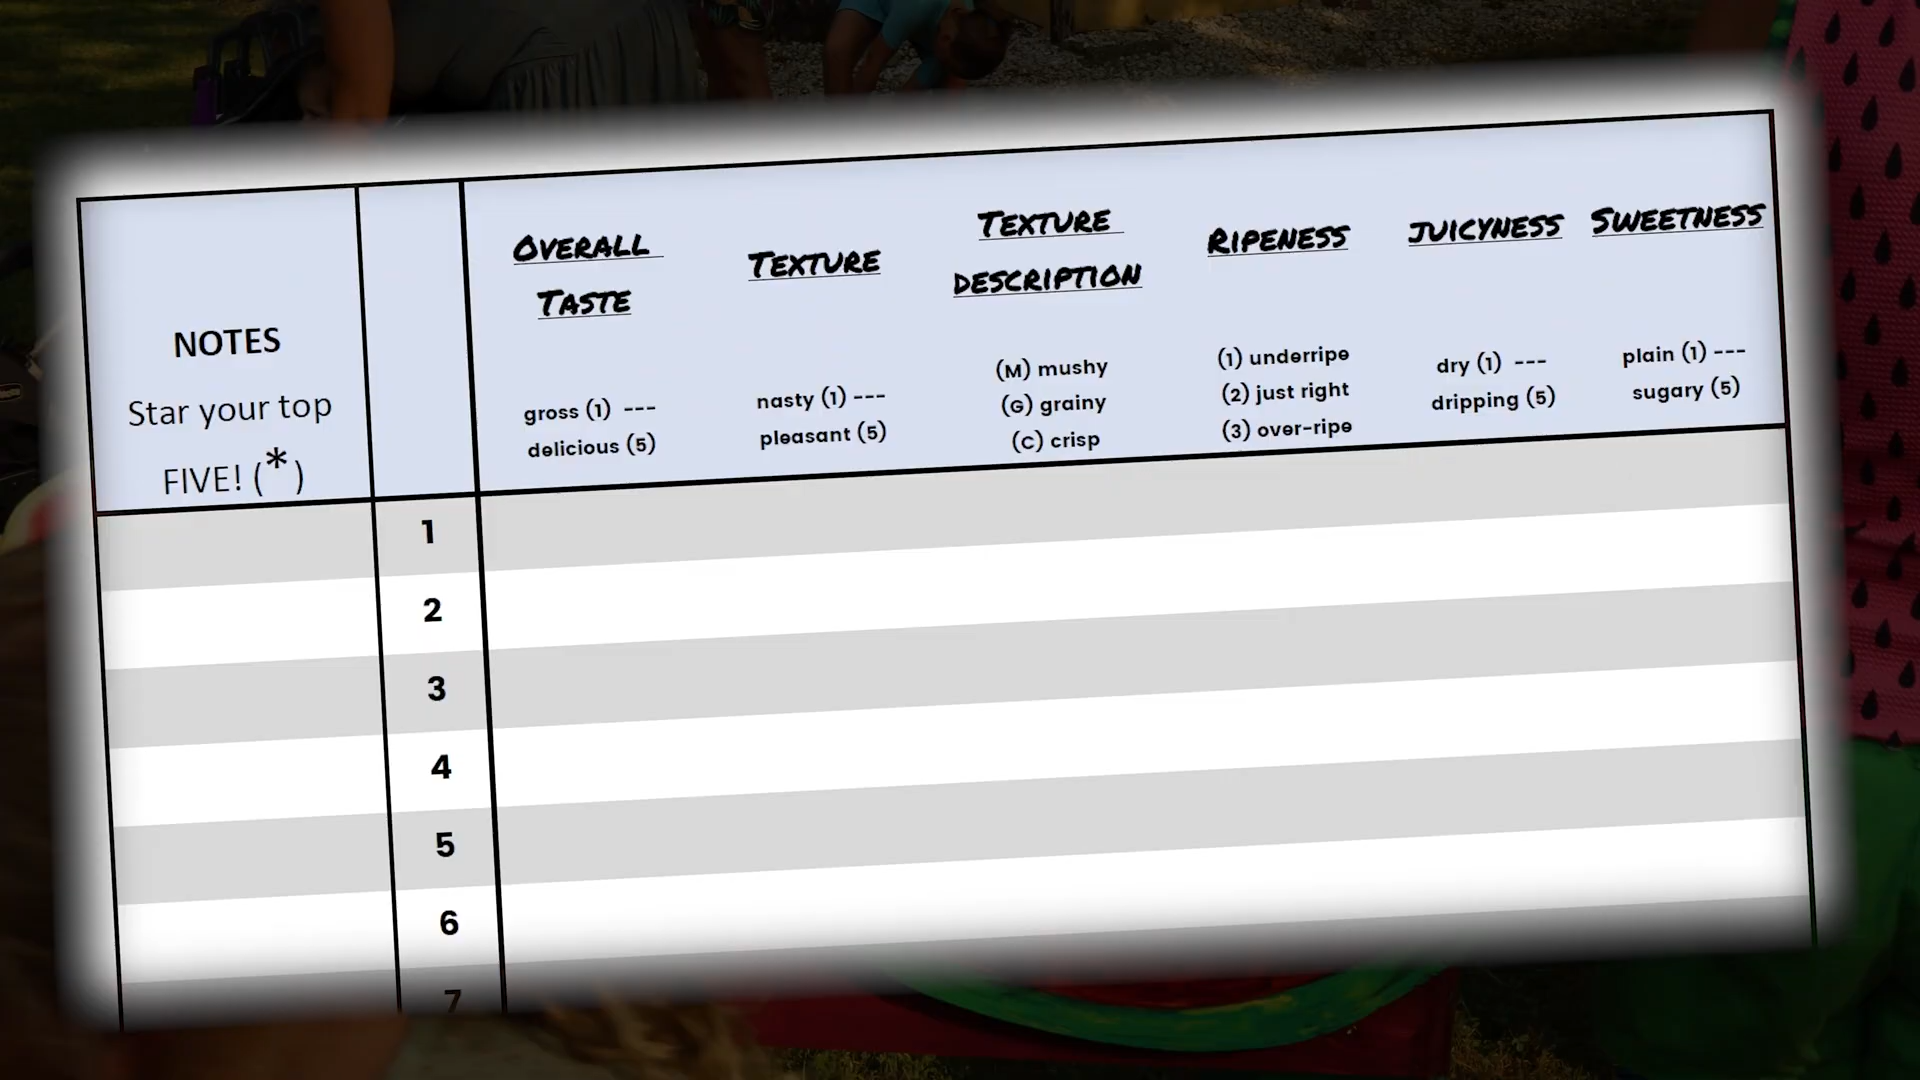 NOTES
Star your top
FIVE! (*)
OVERALL
TASTE
gross (1) ---
delicious (5)
TEXTURE
nasty (1) ---
pleasant (5)
TEXTURE
DESCRIPTION
(M) mushy
(G) grainy
(C) crisp
RIPENESS
(1) underripe
(2) just right
(3) over-ripe
JUICYNESS
dry (1) ---
dripping (5)
SWEETNESS
plain (1) ---
sugary (5)
1
2
3
4
5
6
7